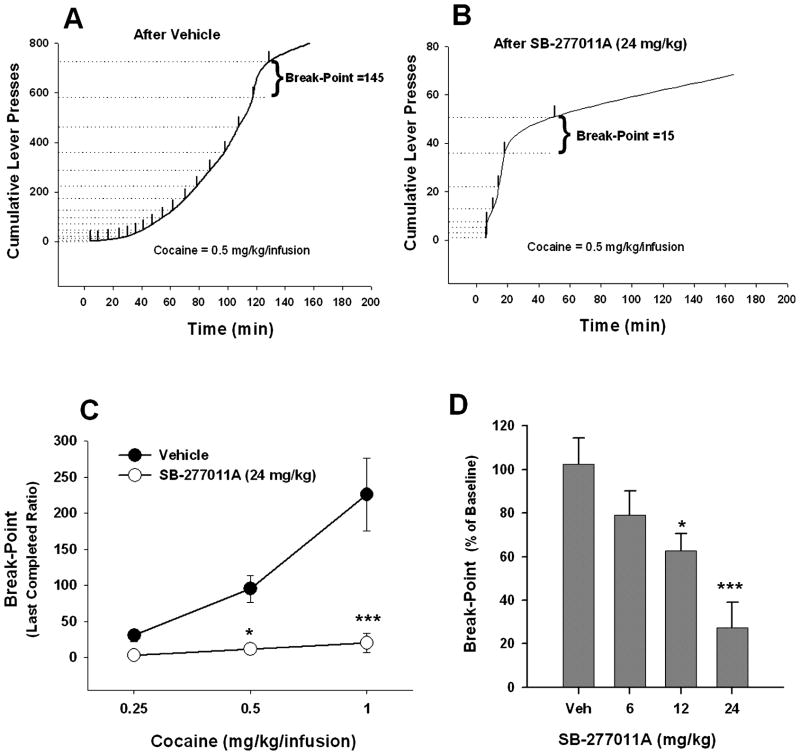 A
After Vehicle
Cumulative Lever Presses
800
600
400
200
0
Break-Point =145
Cocaine = 0.5 mg/kg/infusion
0 20 40 60 80 100 120 140 160 180 200
Time (min)
B
After SB-277011A (24 mg/kg)
Cumulative Lever Presses
80
60
40
20
0
Break-Point =15
Cocaine = 0.5 mg/kg/infusion
0 20 40 60 80 100 120 140 160 180 200
Time (min)
C
Break-Point
(Last Completed Ratio)
300
250
200
150
100
50
0
Vehicle
SB-277011A (24 mg/kg)
*
***
0.25 0.5 1
Cocaine (mg/kg/infusion)
D
Break-Point (% of Baseline)
120
100
80
60
40
20
0
*
***
Veh 6 12 24
SB-277011A (mg/kg)